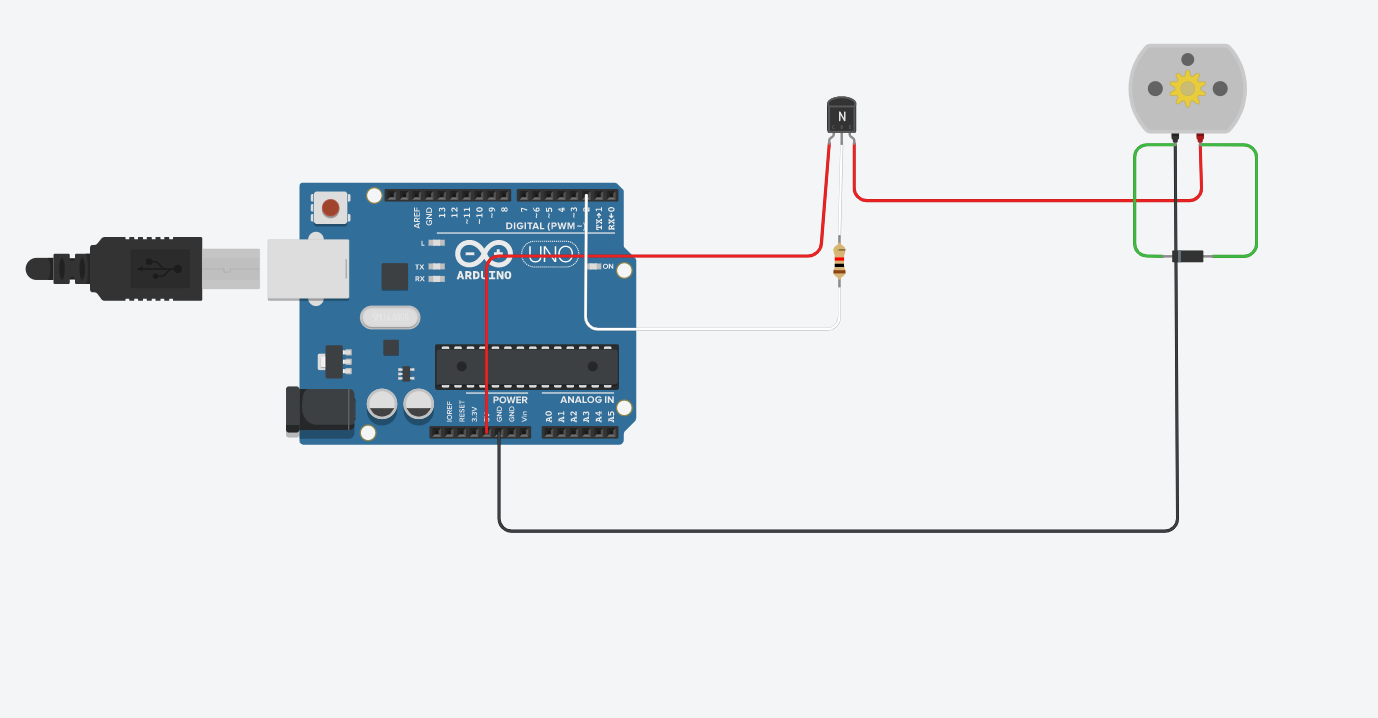 N
AREF
GND
13
12
~11
~10
~9
8
7
~6
~5
4
~3
TX→1
RX←0
DIGITAL (PWM~)
L
TX
RX
ARDUINO
UNO
ON
POWER
ANALOG IN
IOREF
RESET
3.3V
GND
GND
Vin
A0
A1
A2
A3
A4
A5